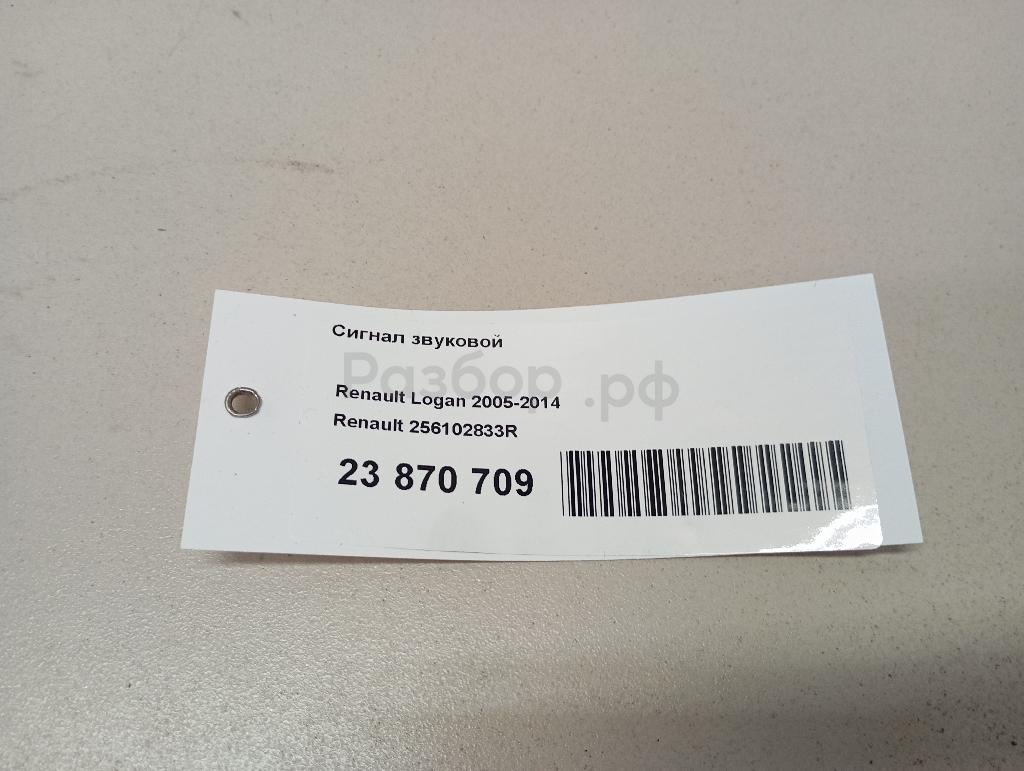 Сигнал звуковой
Разбор.рф
Renault Logan 2005-2014
Renault 256102833R
23 870 709